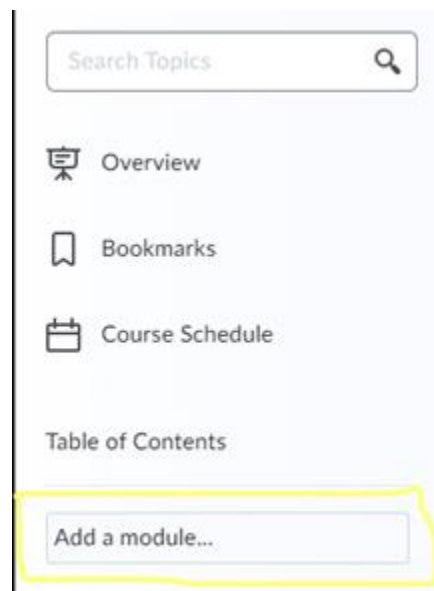 Search Topics
Overview
Bookmarks
Course Schedule
Table of Contents
Add a module...